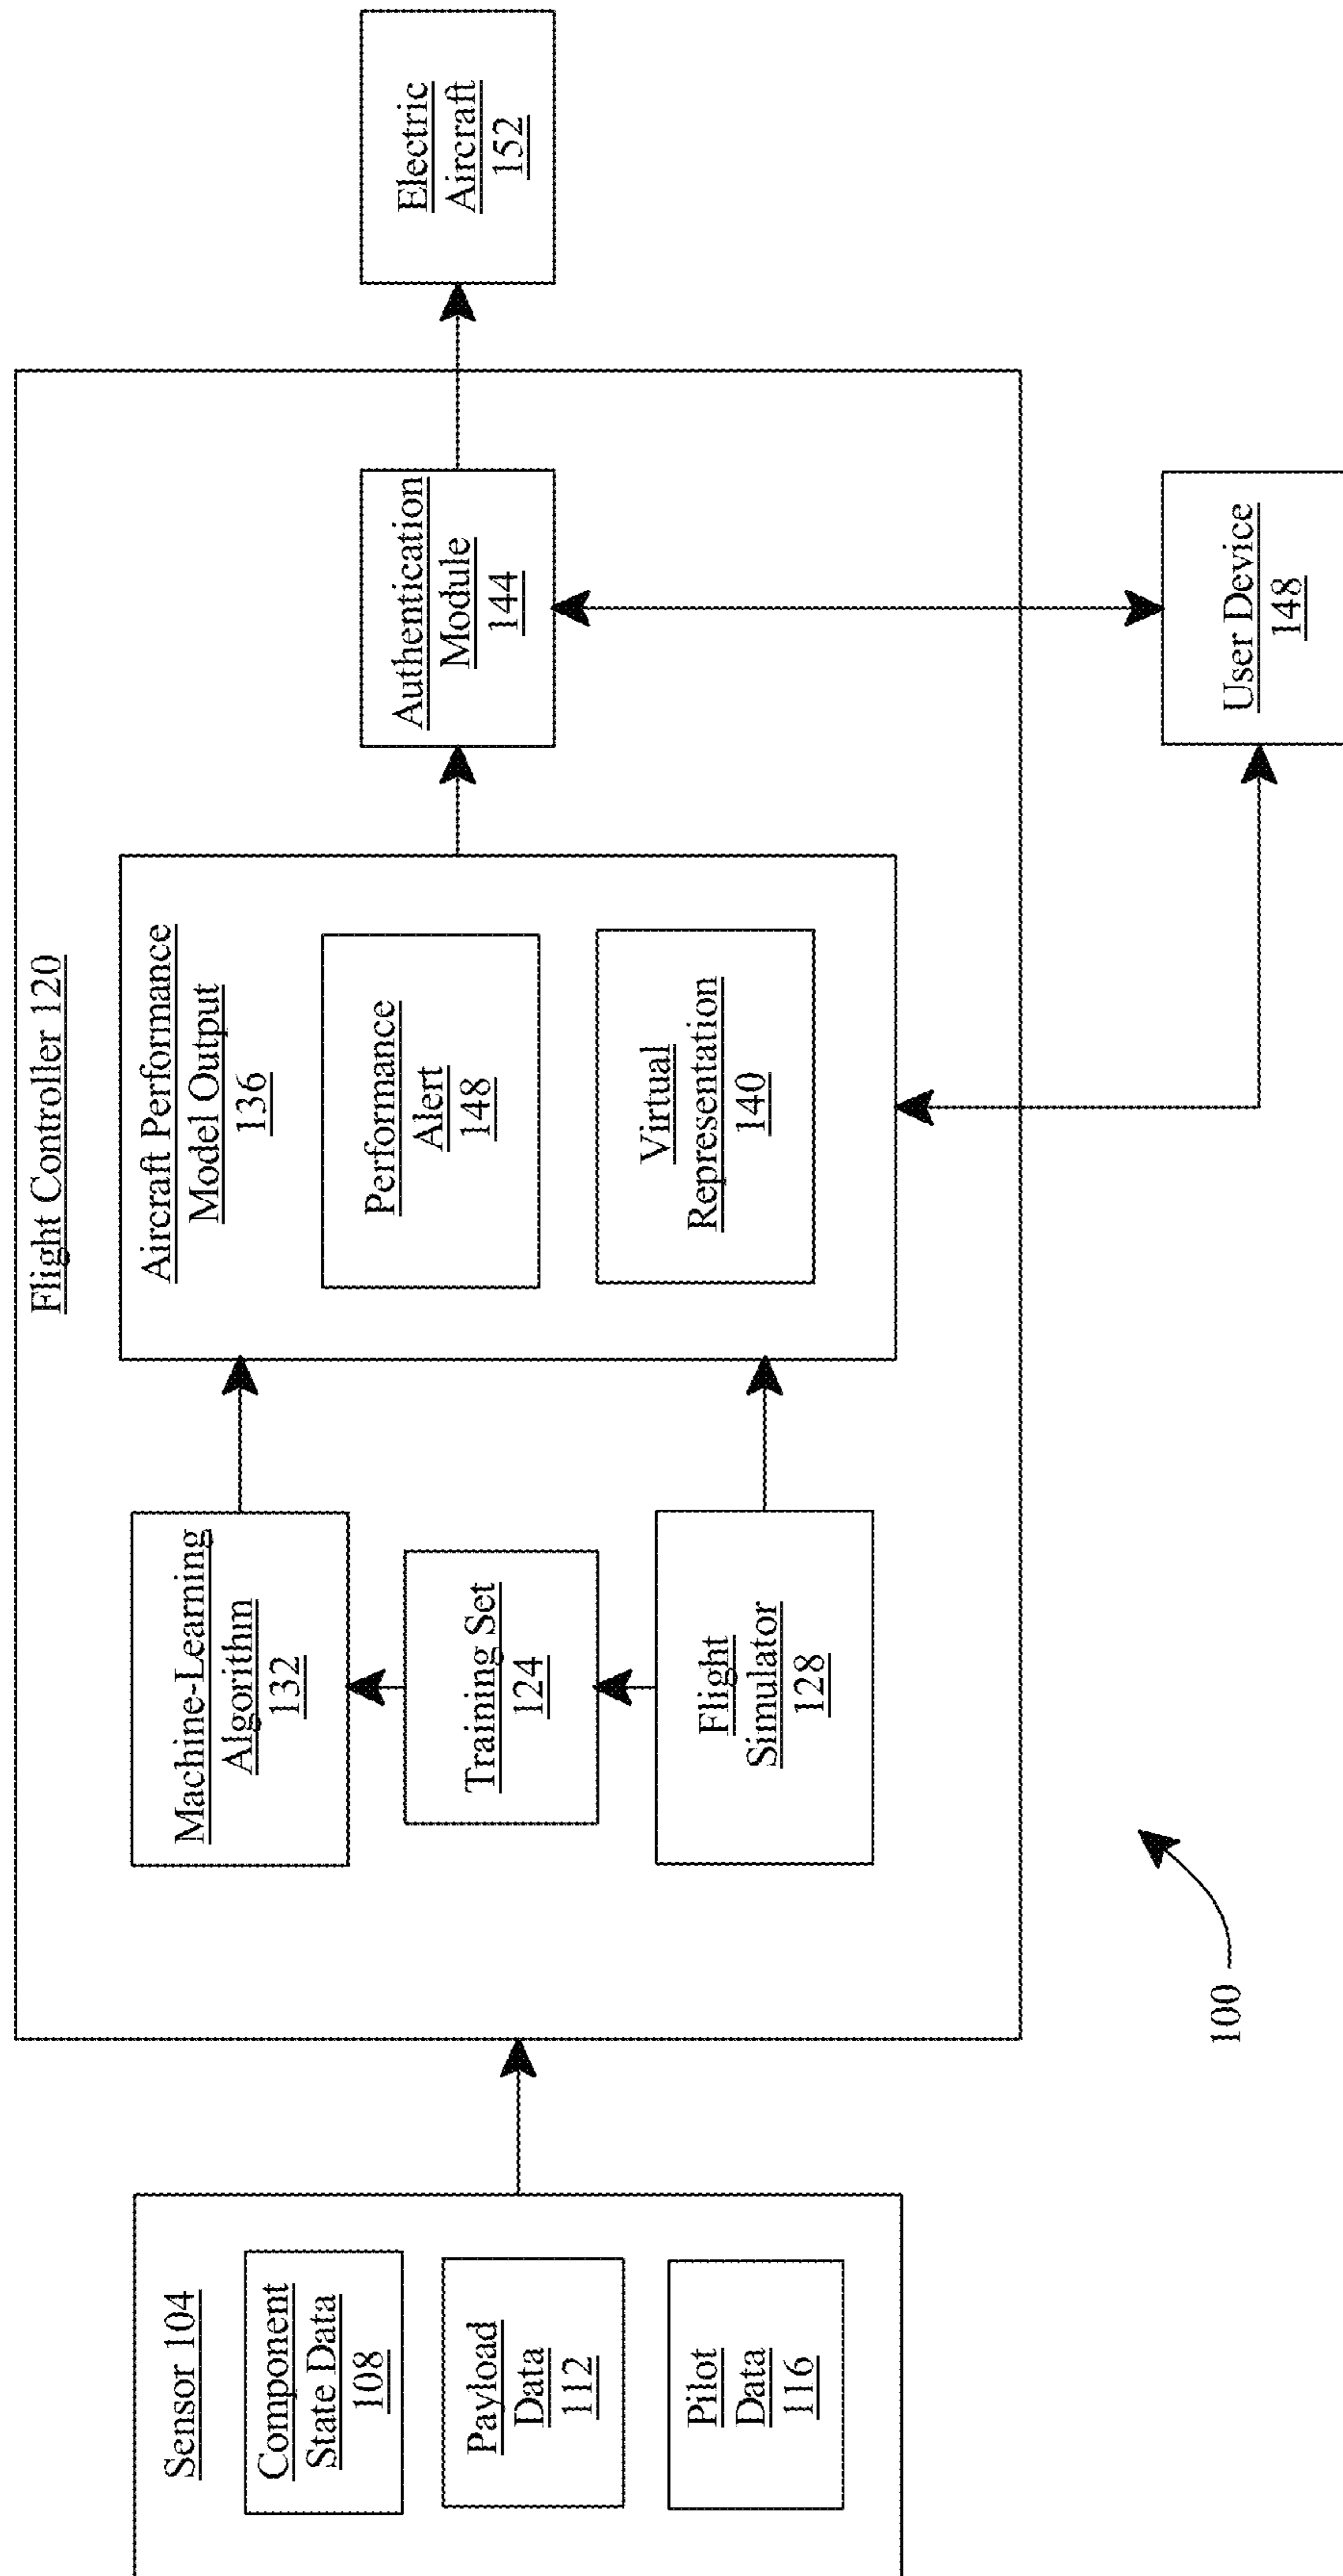 Sensor 104
Component
State Data
108
Payload
Data
112
Pilot
Data
116
Flight Controller 120
Machine-Learning
Algorithm
132
Training Set
124
Flight
Simulator
128
Aircraft Performance
Model Output
136
Performance
Alert
148
Virtual
Representation
140
Authentication
Module
144
Electric
Aircraft
152
User Device
148
100